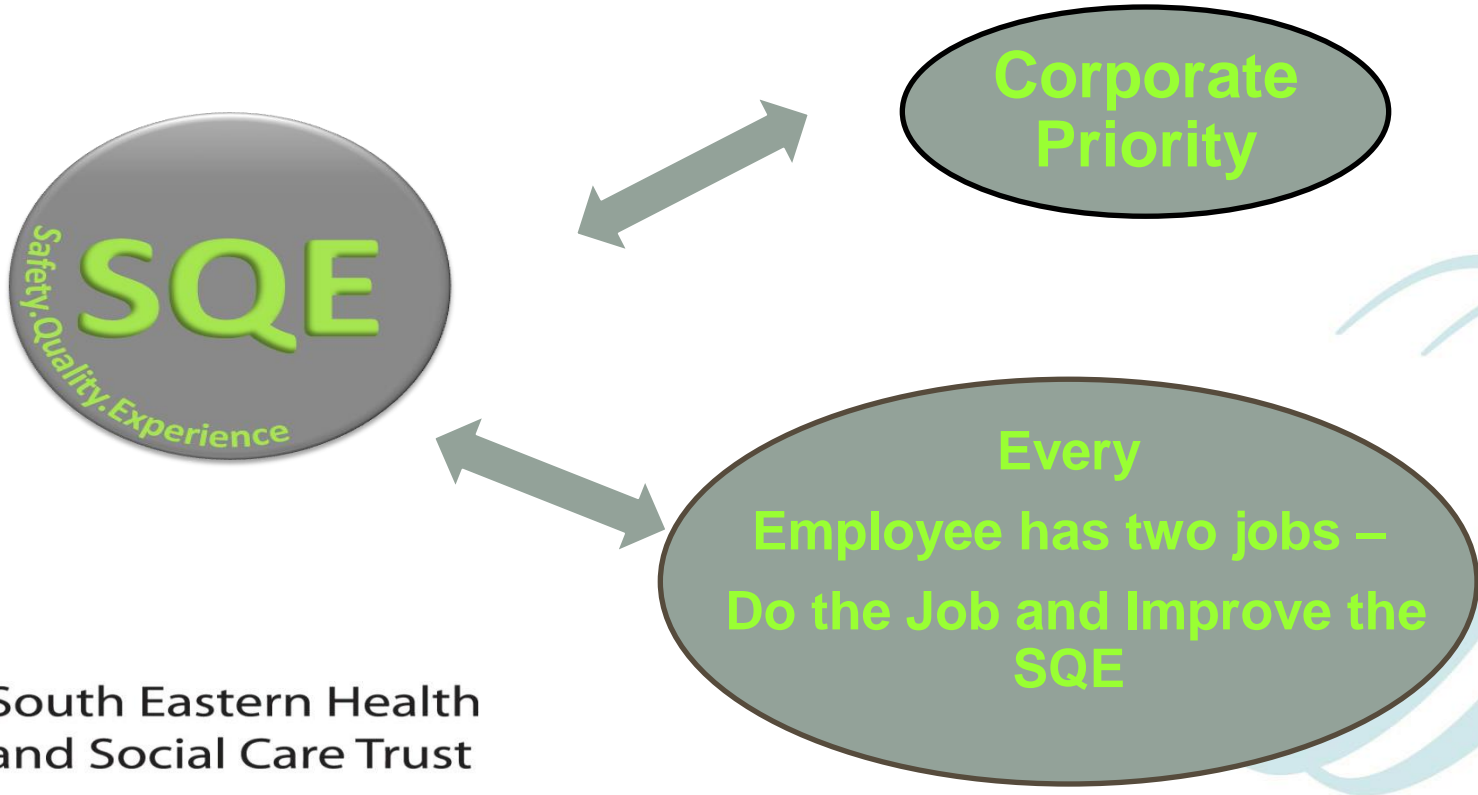 Corporate
Priority
SQE
Safety.Quality.Experience
Every
Employee has two jobs –
Do the Job and Improve the
SQE
South Eastern Health
and Social Care Trust